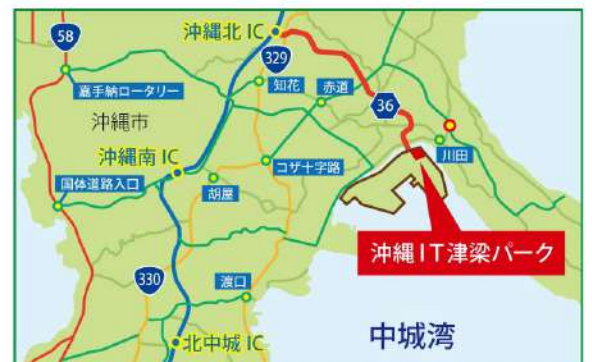 沖縄北 IC
58
329
嘉手納ロータリー
知花
赤道
36
沖縄市
川田
沖縄南 IC
コザ十字路
国体道路入口
胡屋
沖縄IT津梁パーク
330
渡口
中城湾
北中城 IC